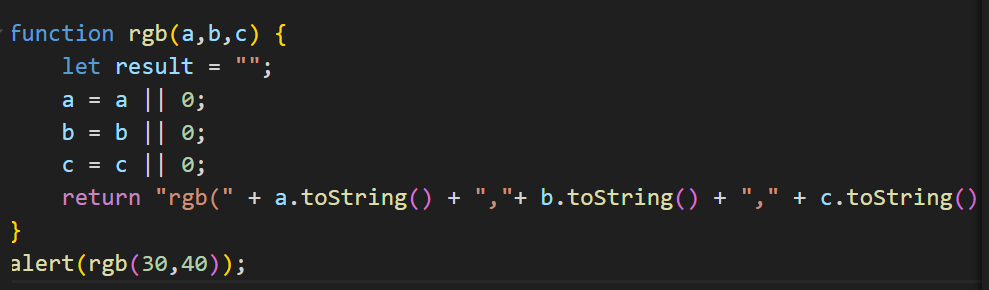 function rgb(a,b,c) {
    let result = "";
    a = a || 0;
    b = b || 0;
    c = c || 0;
    return "rgb(" + a.toString() + ","+ b.toString() + "," + c.toString()
}
alert(rgb(30,40));